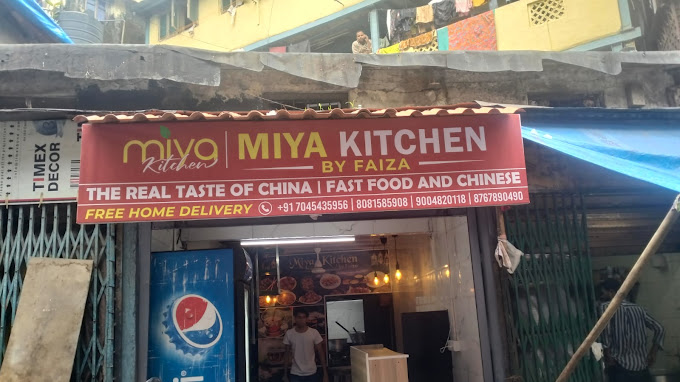 miya
Kitchen
MIYA KITCHEN
BY FAIZA
THE REAL TASTE OF CHINA | FAST FOOD AND CHINESE
FREE HOME DELIVERY +91 7045435956 | 8081585908 | 9004820118 | 8767890490
TIMEX
DECOR
Miya Kitchen